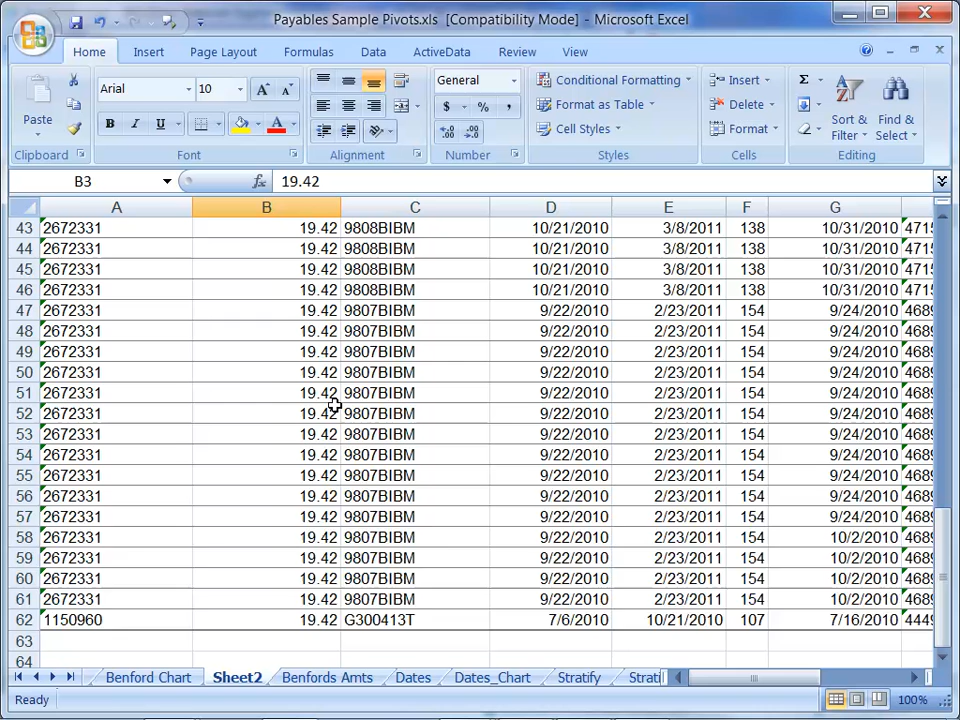 Payables Sample Pivots.xls [Compatibility Mode] - Microsoft Excel
Home Insert Page Layout Formulas Data ActiveData Review View
Paste
Arial 10
B I U
General
$ % ,
Conditional Formatting
Format as Table
Cell Styles
Insert
Delete
Format
Σ
Sort & Filter
Find & Select
Clipboard Font Alignment Number Styles Cells Editing
B3 fx 19.42
A B C D E F G
43 2672331 19.42 9808BIBM 10/21/2010 3/8/2011 138 10/31/2010 4715
44 2672331 19.42 9808BIBM 10/21/2010 3/8/2011 138 10/31/2010 4715
45 2672331 19.42 9808BIBM 10/21/2010 3/8/2011 138 10/31/2010 4715
46 2672331 19.42 9808BIBM 10/21/2010 3/8/2011 138 10/31/2010 4715
47 2672331 19.42 9807BIBM 9/22/2010 2/23/2011 154 9/24/2010 4689
48 2672331 19.42 9807BIBM 9/22/2010 2/23/2011 154 9/24/2010 4689
49 2672331 19.42 9807BIBM 9/22/2010 2/23/2011 154 9/24/2010 4689
50 2672331 19.42 9807BIBM 9/22/2010 2/23/2011 154 9/24/2010 4689
51 2672331 19.42 9807BIBM 9/22/2010 2/23/2011 154 9/24/2010 4689
52 2672331 19.42 9807BIBM 9/22/2010 2/23/2011 154 9/24/2010 4689
53 2672331 19.42 9807BIBM 9/22/2010 2/23/2011 154 9/24/2010 4689
54 2672331 19.42 9807BIBM 9/22/2010 2/23/2011 154 9/24/2010 4689
55 2672331 19.42 9807BIBM 9/22/2010 2/23/2011 154 9/24/2010 4689
56 2672331 19.42 9807BIBM 9/22/2010 2/23/2011 154 9/24/2010 4689
57 2672331 19.42 9807BIBM 9/22/2010 2/23/2011 154 9/24/2010 4689
58 2672331 19.42 9807BIBM 9/22/2010 2/23/2011 154 10/2/2010 4689
59 2672331 19.42 9807BIBM 9/22/2010 2/23/2011 154 10/2/2010 4689
60 2672331 19.42 9807BIBM 9/22/2010 2/23/2011 154 10/2/2010 4689
61 2672331 19.42 9807BIBM 9/22/2010 2/23/2011 154 10/2/2010 4689
62 1150960 19.42 G300413T 7/6/2010 10/21/2010 107 7/16/2010 4449
63
64
Benford Chart Sheet2 Benfords Amts Dates Dates_Chart Stratify Strati
Ready 100%